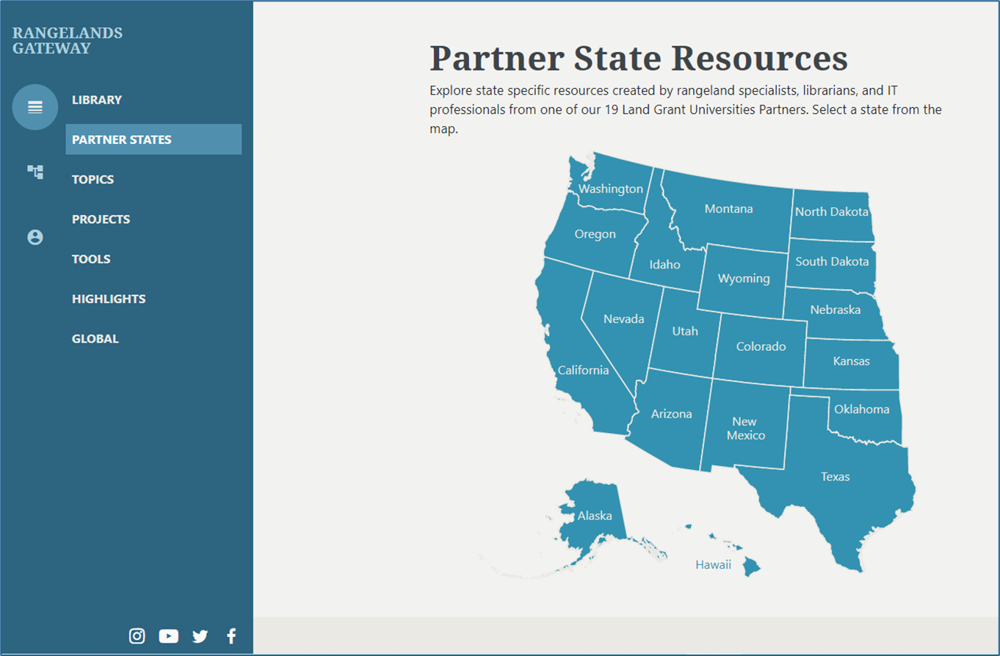 RANGELANDS
GATEWAY
LIBRARY
PARTNER STATES
TOPICS
PROJECTS
TOOLS
HIGHLIGHTS
GLOBAL
Partner State Resources
Explore state specific resources created by rangeland specialists, librarians, and IT
professionals from one of our 19 Land Grant Universities Partners. Select a state from the
map.
Washington
Montana
North Dakota
Oregon
Idaho
South Dakota
Wyoming
Nebraska
Nevada
Utah
Colorado
Kansas
California
Arizona
New
Mexico
Oklahoma
Texas
Alaska
Hawaii